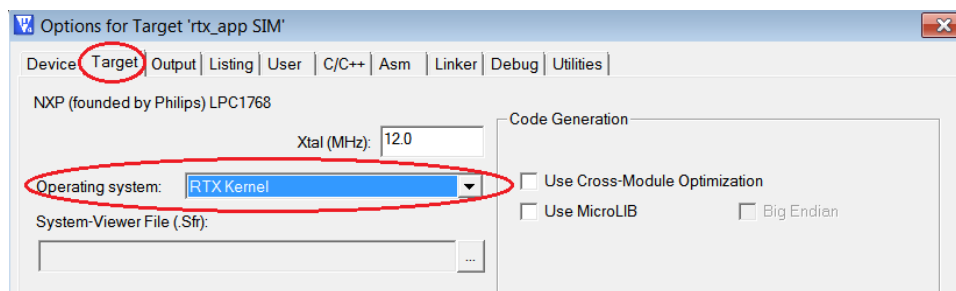 Options for Target 'rtx_app SIM'
Device Target Output Listing User C/C++ Asm Linker Debug Utilities
NXP (founded by Philips) LPC1768
Xtal (MHz): 12.0
Operating system: RTX Kernel
System-Viewer File (.Sfr):
...
Code Generation
Use Cross-Module Optimization
Use MicroLIB Big Endian